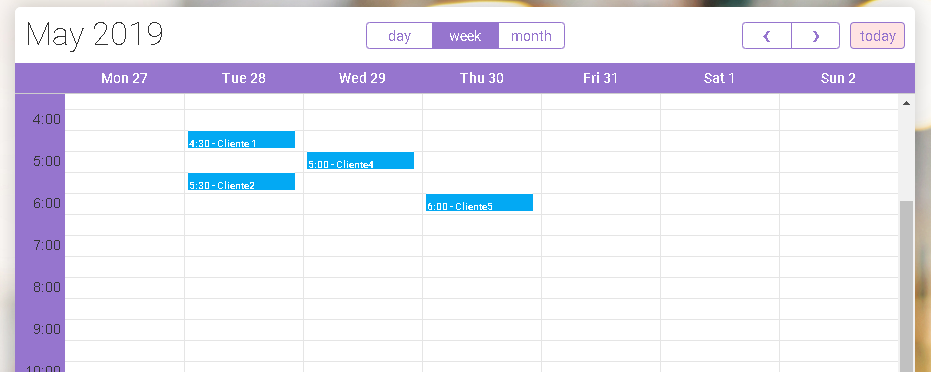 May 2019
day week month
❮ ❯ today
Mon 27 Tue 28 Wed 29 Thu 30 Fri 31 Sat 1 Sun 2
4:00
4:30 - Cliente 1
5:00
5:00 - Cliente4
5:30 - Cliente2
6:00
6:00 - Cliente5
7:00
8:00
9:00
10:00